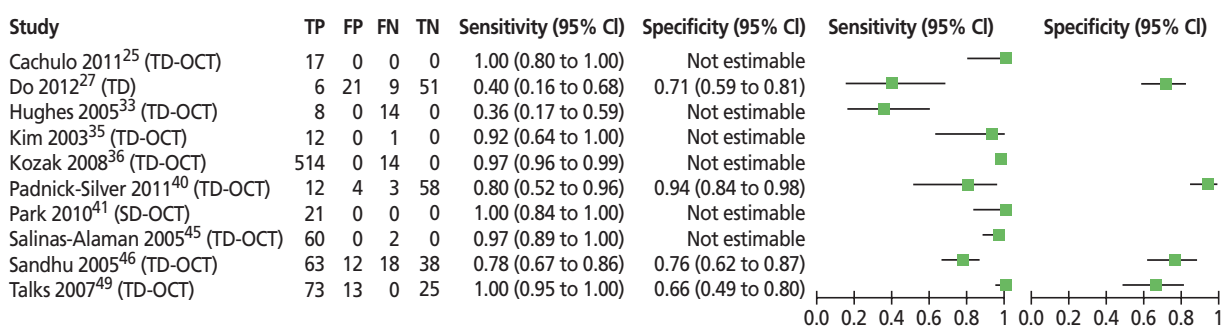 Study TP FP FN TN Sensitivity (95% CI) Specificity (95% CI) Sensitivity (95% CI) Specificity (95% CI)
Cachulo 2011²⁵ (TD-OCT) 17 0 0 0 1.00 (0.80 to 1.00) Not estimable
Do 2012²⁷ (TD) 6 21 9 51 0.40 (0.16 to 0.68) 0.71 (0.59 to 0.81)
Hughes 2005³³ (TD-OCT) 8 0 14 0 0.36 (0.17 to 0.59) Not estimable
Kim 2003³⁵ (TD-OCT) 12 0 1 0 0.92 (0.64 to 1.00) Not estimable
Kozak 2008³⁶ (TD-OCT) 514 0 14 0 0.97 (0.96 to 0.99) Not estimable
Padnick-Silver 2011⁴⁰ (TD-OCT) 12 4 3 58 0.80 (0.52 to 0.96) 0.94 (0.84 to 0.98)
Park 2010⁴¹ (SD-OCT) 21 0 0 0 1.00 (0.84 to 1.00) Not estimable
Salinas-Alaman 2005⁴⁵ (TD-OCT) 60 0 2 0 0.97 (0.89 to 1.00) Not estimable
Sandhu 2005⁴⁶ (TD-OCT) 63 12 18 38 0.78 (0.67 to 0.86) 0.76 (0.62 to 0.87)
Talks 2007⁴⁹ (TD-OCT) 73 13 0 25 1.00 (0.95 to 1.00) 0.66 (0.49 to 0.80)
0.0 0.2 0.4 0.6 0.8 1 0.0 0.2 0.4 0.6 0.8 1